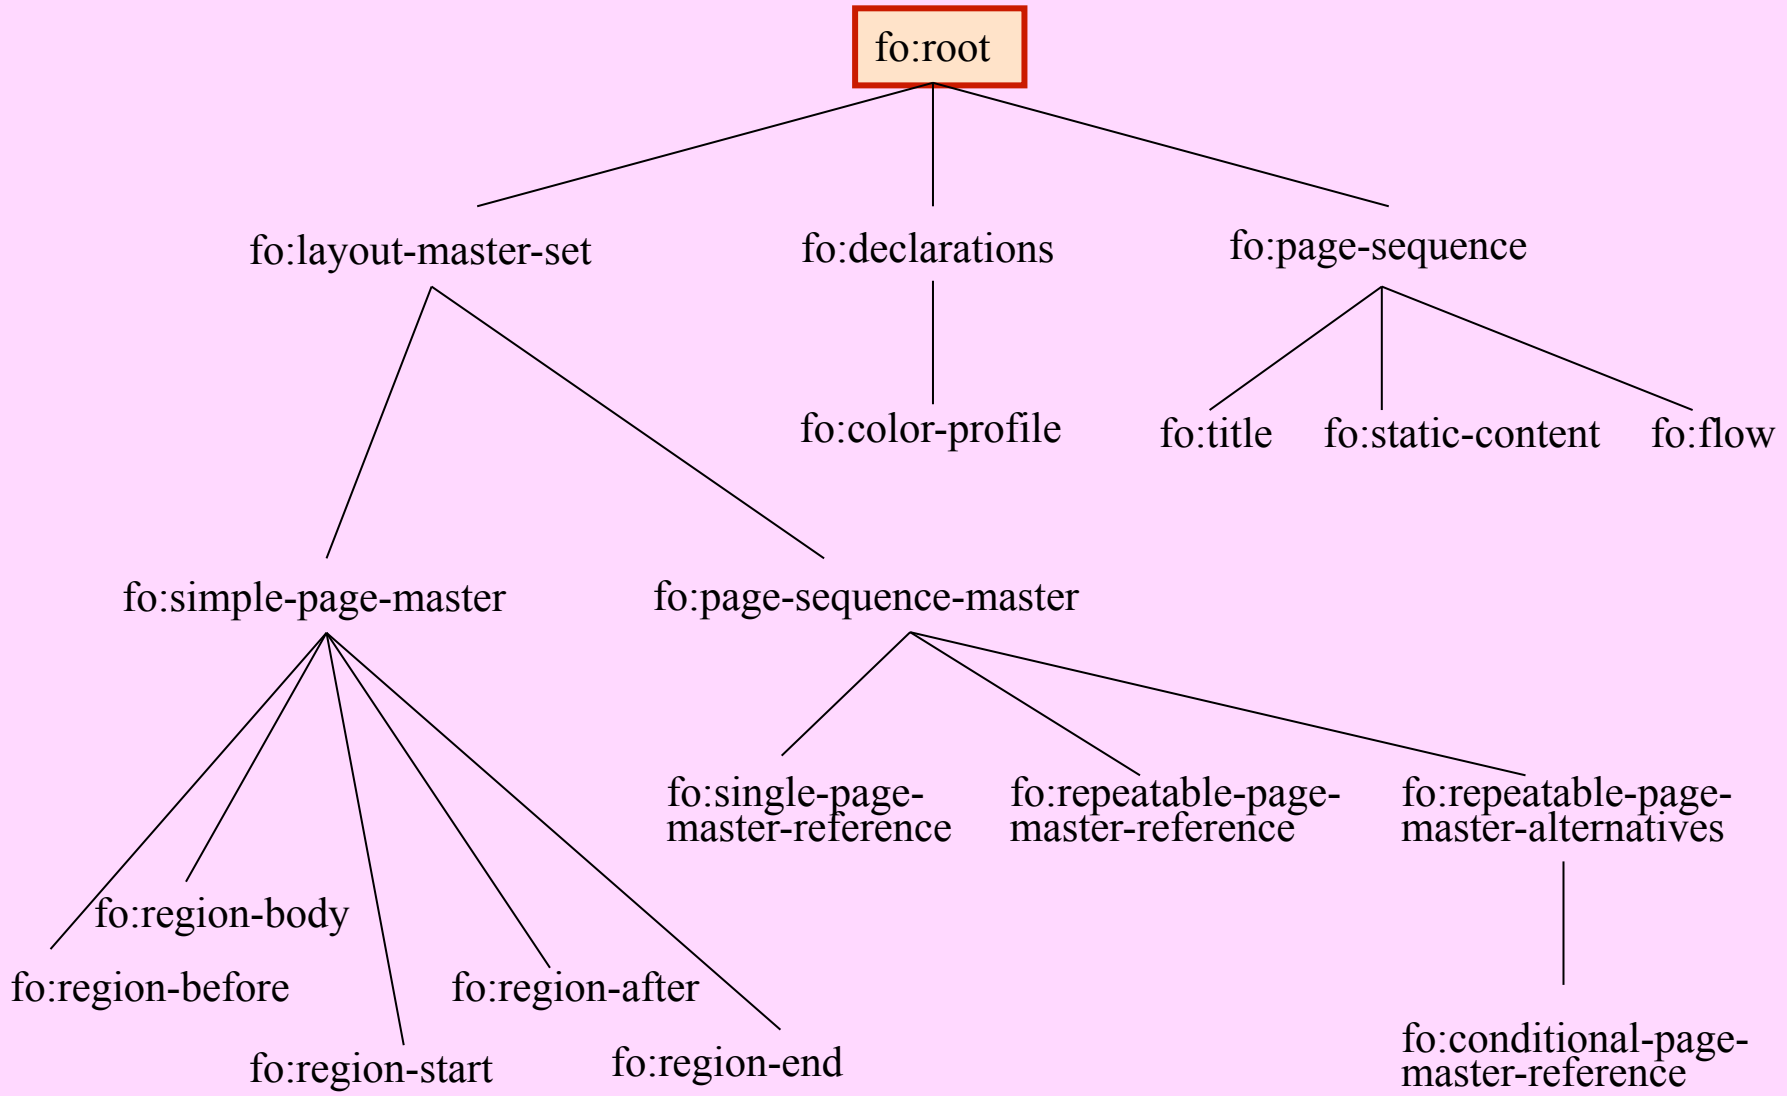 fo:root
fo:layout-master-set
fo:declarations
fo:page-sequence
fo:color-profile
fo:title
fo:static-content
fo:flow
fo:simple-page-master
fo:page-sequence-master
fo:single-page-
master-reference
fo:repeatable-page-
master-reference
fo:repeatable-page-
master-alternatives
fo:region-body
fo:region-before
fo:region-after
fo:region-start
fo:region-end
fo:conditional-page-
master-reference